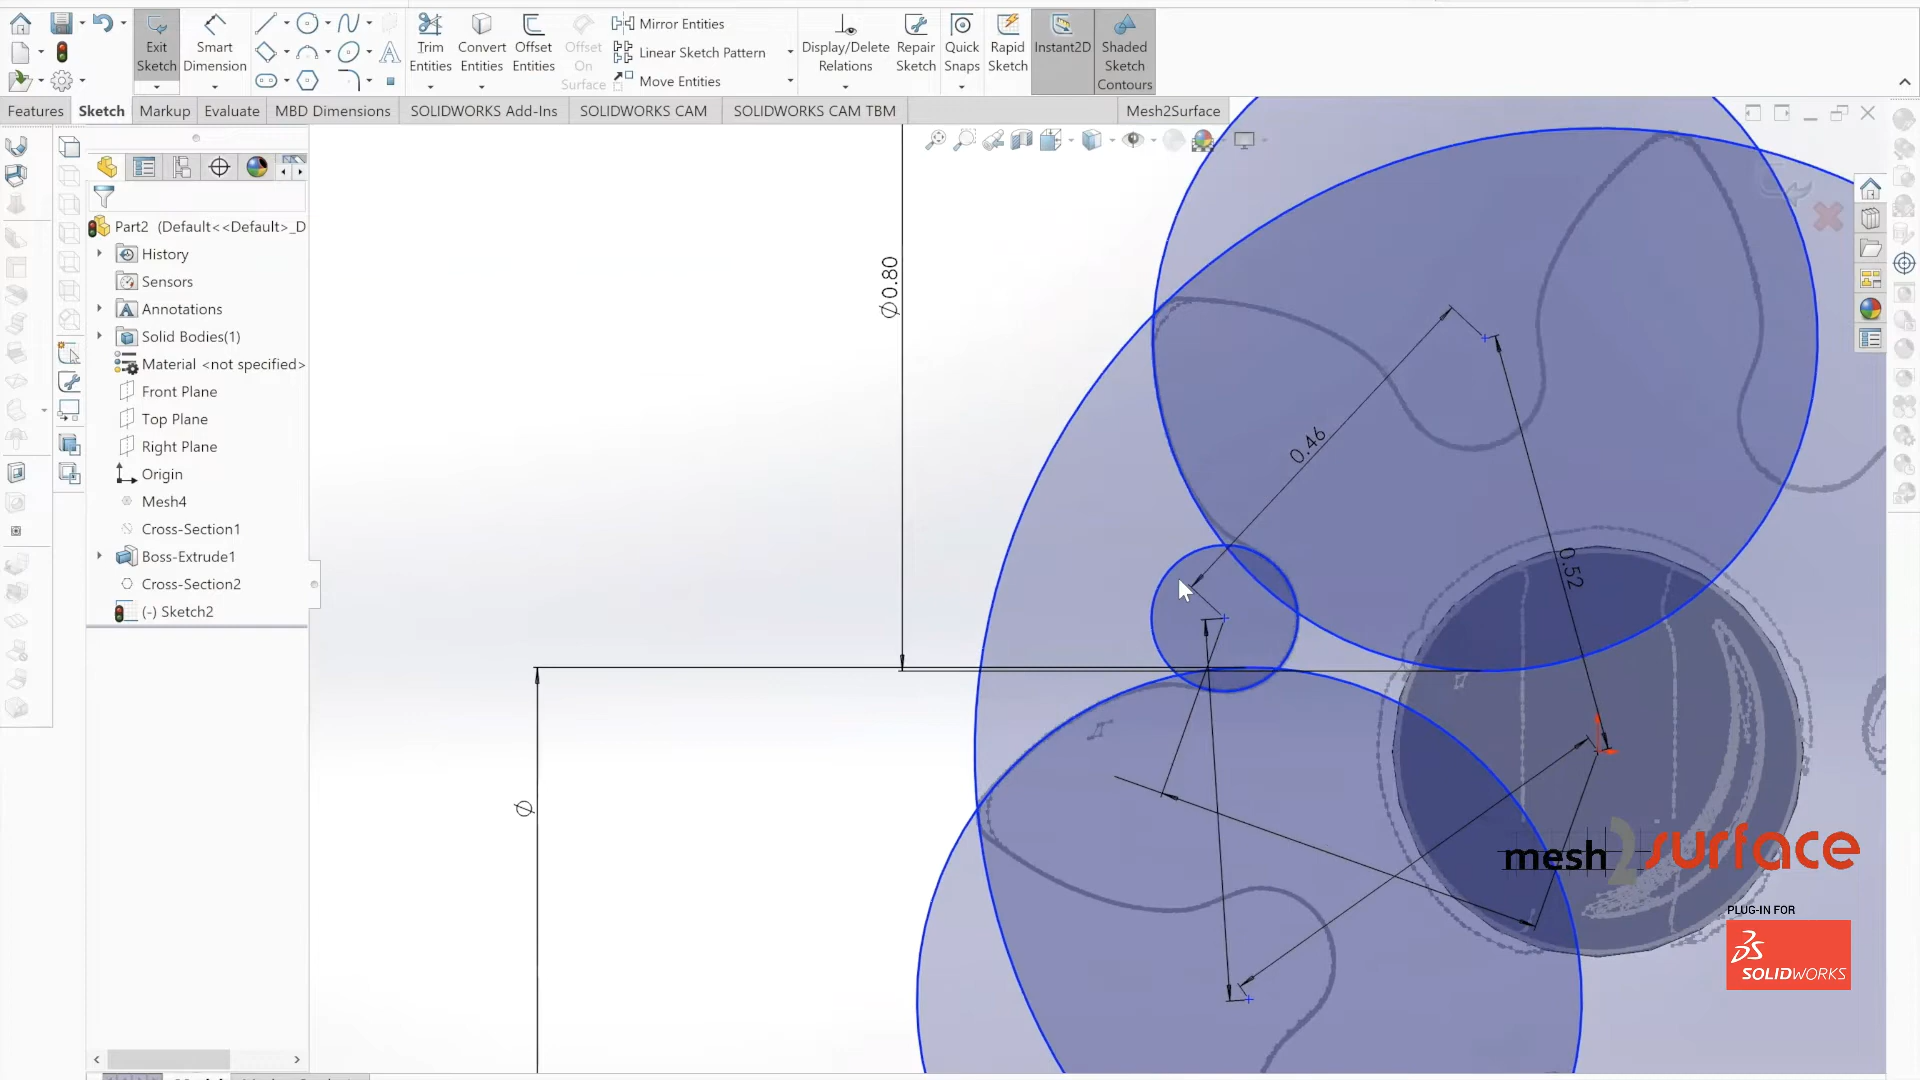 Exit Sketch
Smart Dimension
Trim Entities
Convert Entities
Offset Entities
Offset On Surface
Mirror Entities
Linear Sketch Pattern
Move Entities
Display/Delete Relations
Repair Sketch
Quick Snaps
Rapid Sketch
Instant2D
Shaded Sketch Contours
Features
Sketch
Markup
Evaluate
MBD Dimensions
SOLIDWORKS Add-Ins
SOLIDWORKS CAM
SOLIDWORKS CAM TBM
Mesh2Surface
Part2 (Default<<Default>_D
History
Sensors
Annotations
Solid Bodies(1)
Material <not specified>
Front Plane
Top Plane
Right Plane
Origin
Mesh4
Cross-Section1
Boss-Extrude1
Cross-Section2
(-) Sketch2
∅0.80
0.46
0.52
∅
mesh2surface
PLUG-IN FOR
SOLIDWORKS